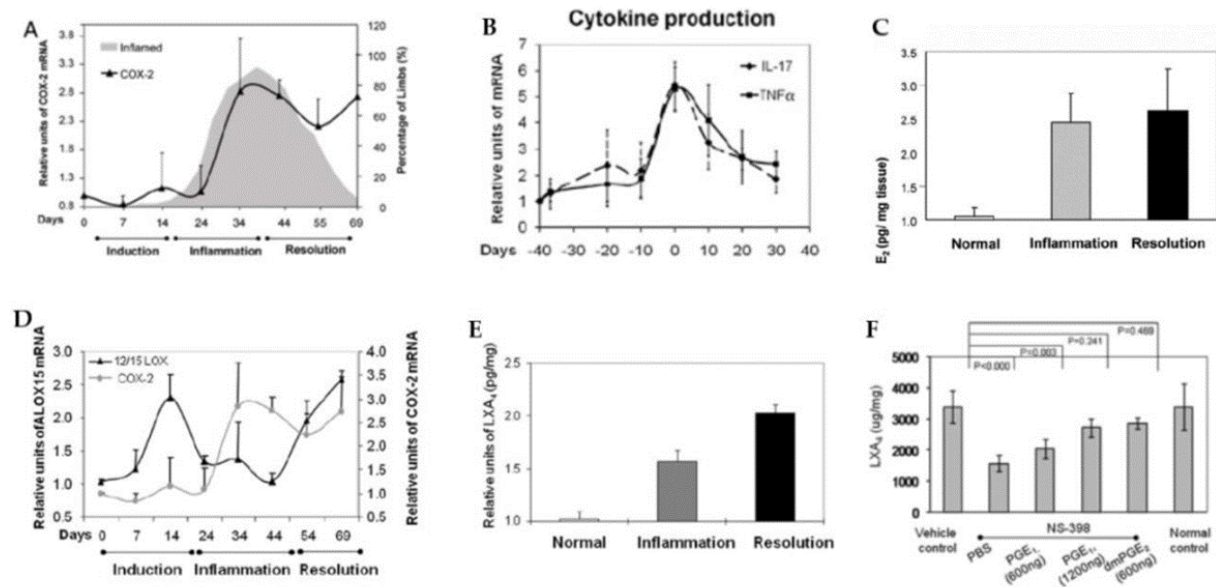 A
Relative units of COX-2 mRNA
3.8
3.3
2.8
2.3
1.8
1.3
0.8
Inflamed
COX-2
120
100
80
60
40
20
0
Percentage of Limbs (%)
Days 0 7 14 24 34 44 55 69
Induction Inflammation Resolution
B
Cytokine production
Relative units of mRNA
7
6
5
4
3
2
1
0
IL-17
TNFα
Days -40 -30 -20 -10 0 10 20 30 40
C
E2 (pg/ mg tissue)
3.5
3.0
2.5
2.0
1.5
1.0
Normal Inflammation Resolution
D
Relative units of ALOX15 mRNA
3.0
2.5
2.0
1.5
1.0
0.5
12/15 LOX
COX-2
4.0
3.5
3.0
2.5
2.0
1.5
1.0
0.5
0.0
Relative units of COX-2 mRNA
Days 0 7 14 24 34 44 54 69
Induction Inflammation Resolution
E
Relative units of LXA4 (pg/mg)
2.5
2.0
1.5
1.0
Normal Inflammation Resolution
F
P=0.469
P=0.241
P=0.003
P<0.000
LXA4 (ug/mg)
5000
4000
3000
2000
1000
0
NS-398
Vehicle control
PBS
PGE1, (600ng)
PGE1, (1200ng)
dmPGE2 (600ng)
Normal control